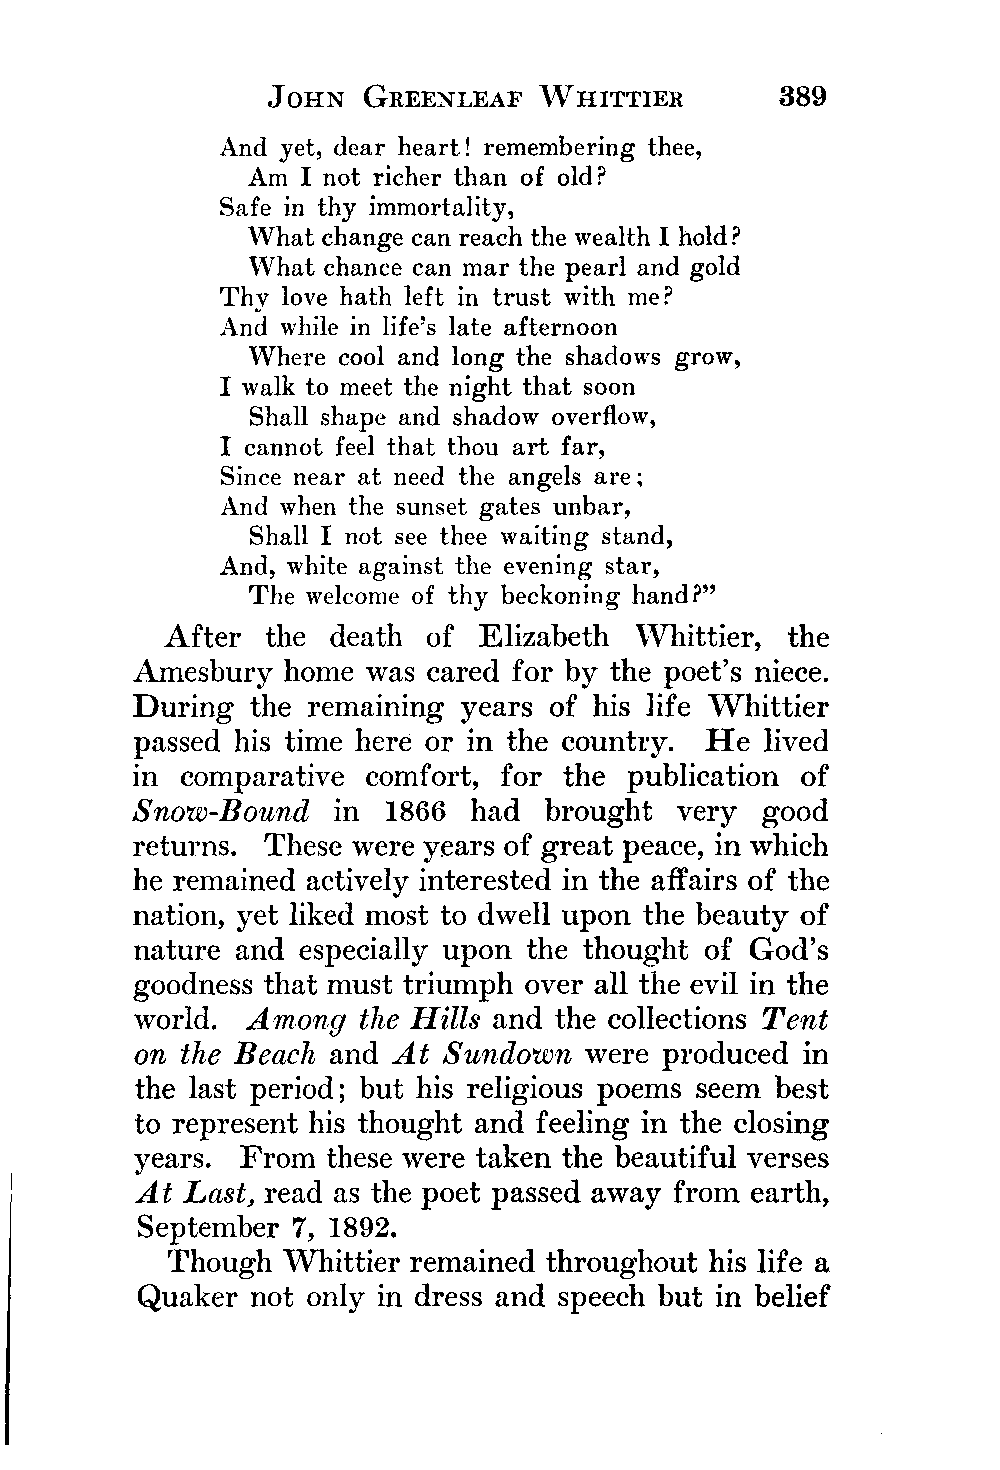 John Greenleaf Whittier 389
And yet, dear heart! remembering thee,
Am I not richer than of old?
Safe in thy immortality,
What change can reach the wealth I hold?
What chance can mar the pearl and gold
Thy love hath left in trust with me?
And while in life's late afternoon
Where cool and long the shadows grow,
I walk to meet the night that soon
Shall shape and shadow overflow,
I cannot feel that thou art far,
Since near at need the angels are;
And when the sunset gates unbar,
Shall I not see thee waiting stand,
And, white against the evening star,
The welcome of thy beckoning hand?"
After the death of Elizabeth Whittier, the
Amesbury home was cared for by the poet's niece.
During the remaining years of his life Whittier
passed his time here or in the country. He lived
in comparative comfort, for the publication of
Snow-Bound in 1866 had brought very good
returns. These were years of great peace, in which
he remained actively interested in the affairs of the
nation, yet liked most to dwell upon the beauty of
nature and especially upon the thought of God's
goodness that must triumph over all the evil in the
world. Among the Hills and the collections Tent
on the Beach and At Sundown were produced in
the last period; but his religious poems seem best
to represent his thought and feeling in the closing
years. From these were taken the beautiful verses
At Last, read as the poet passed away from earth,
September 7, 1892.
Though Whittier remained throughout his life a
Quaker not only in dress and speech but in belief